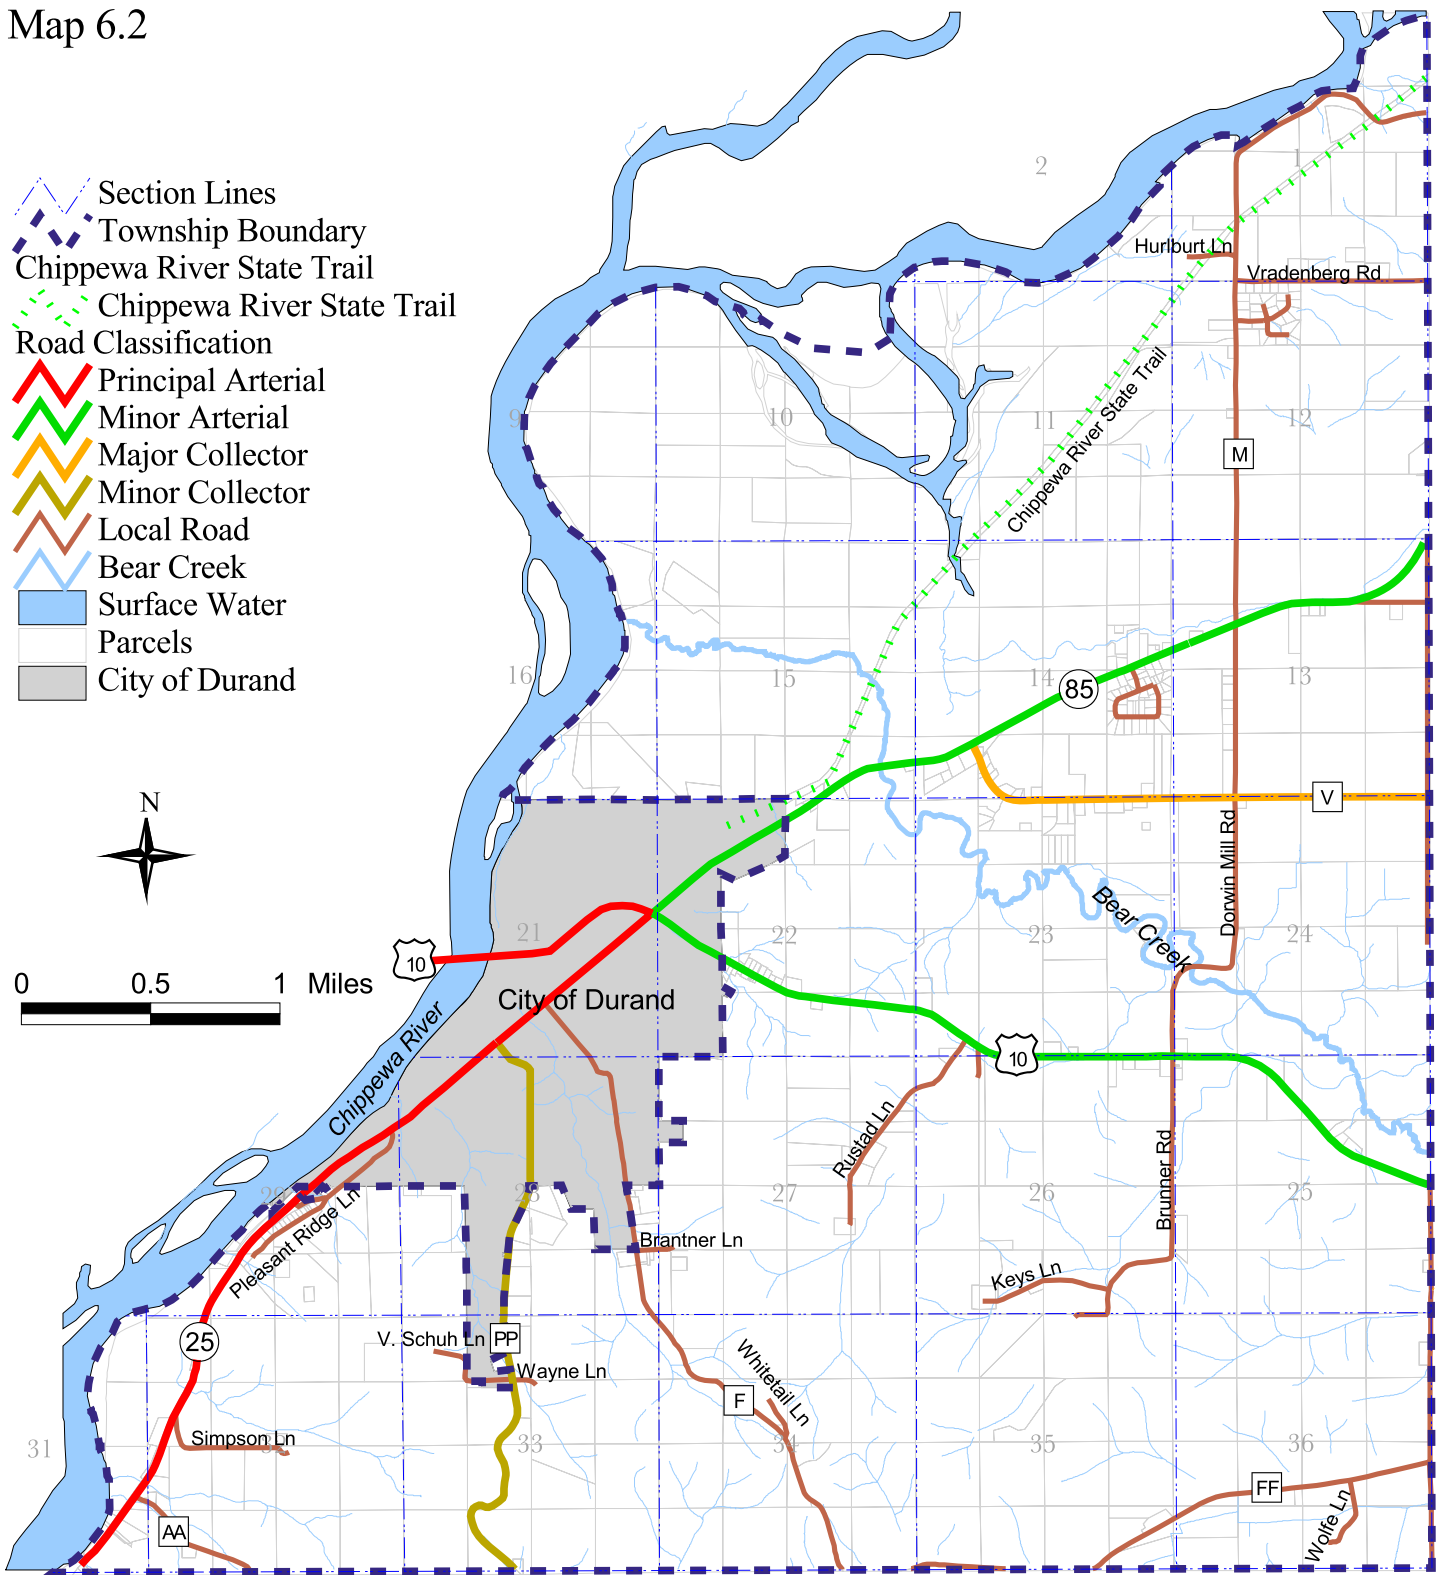 Map 6.2
Section Lines
Township Boundary
Chippewa River State Trail
Chippewa River State Trail
Road Classification
Principal Arterial
Minor Arterial
Major Collector
Minor Collector
Local Road
Bear Creek
Surface Water
Parcels
City of Durand
N
0 0.5 1 Miles
2
1
Hurlburt Ln
Vradenberg Rd
Chippewa River State Trail
9
10
11
12
M
16
15
14
85
13
V
Dorwin Mill Rd
Bear Creek
21
22
23
24
10
City of Durand
Chippewa River
10
Rustad Ln
Brunner Rd
29
28
27
26
25
Pleasant Ridge Ln
Brantner Ln
Keys Ln
25
V. Schuh Ln
PP
Wayne Ln
Whitetail Ln
F
31
Simpson Ln
32
33
34
35
36
FF
Wolfe Ln
AA